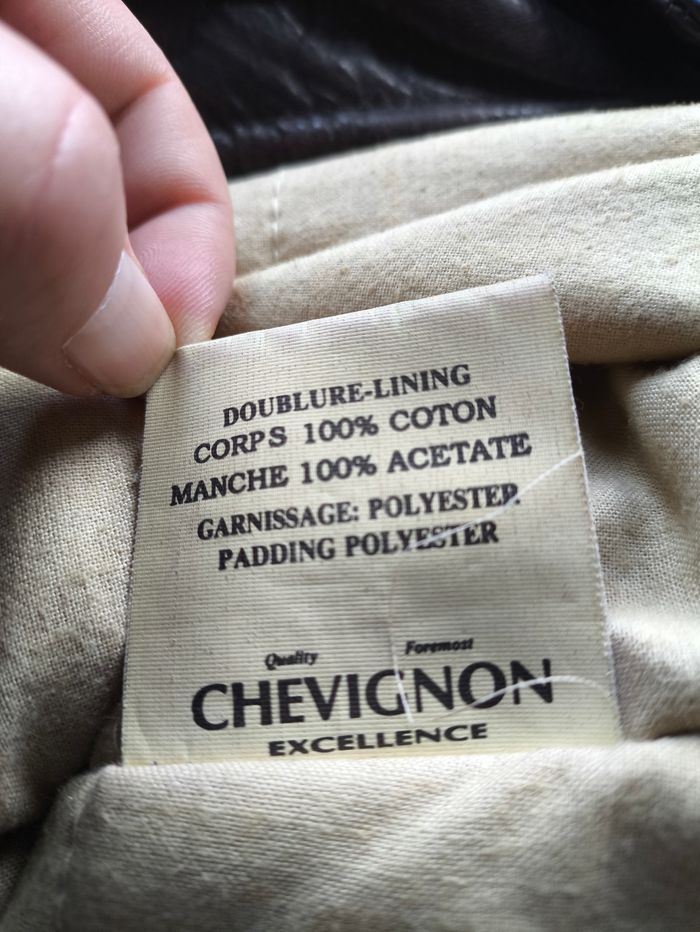 DOUBLURE-LINING
CORPS 100% COTON
MANCHE 100% ACETATE
GARNISSAGE: POLYESTER
PADDING POLYESTER
Quality Foremost
CHEVIGNON
EXCELLENCE